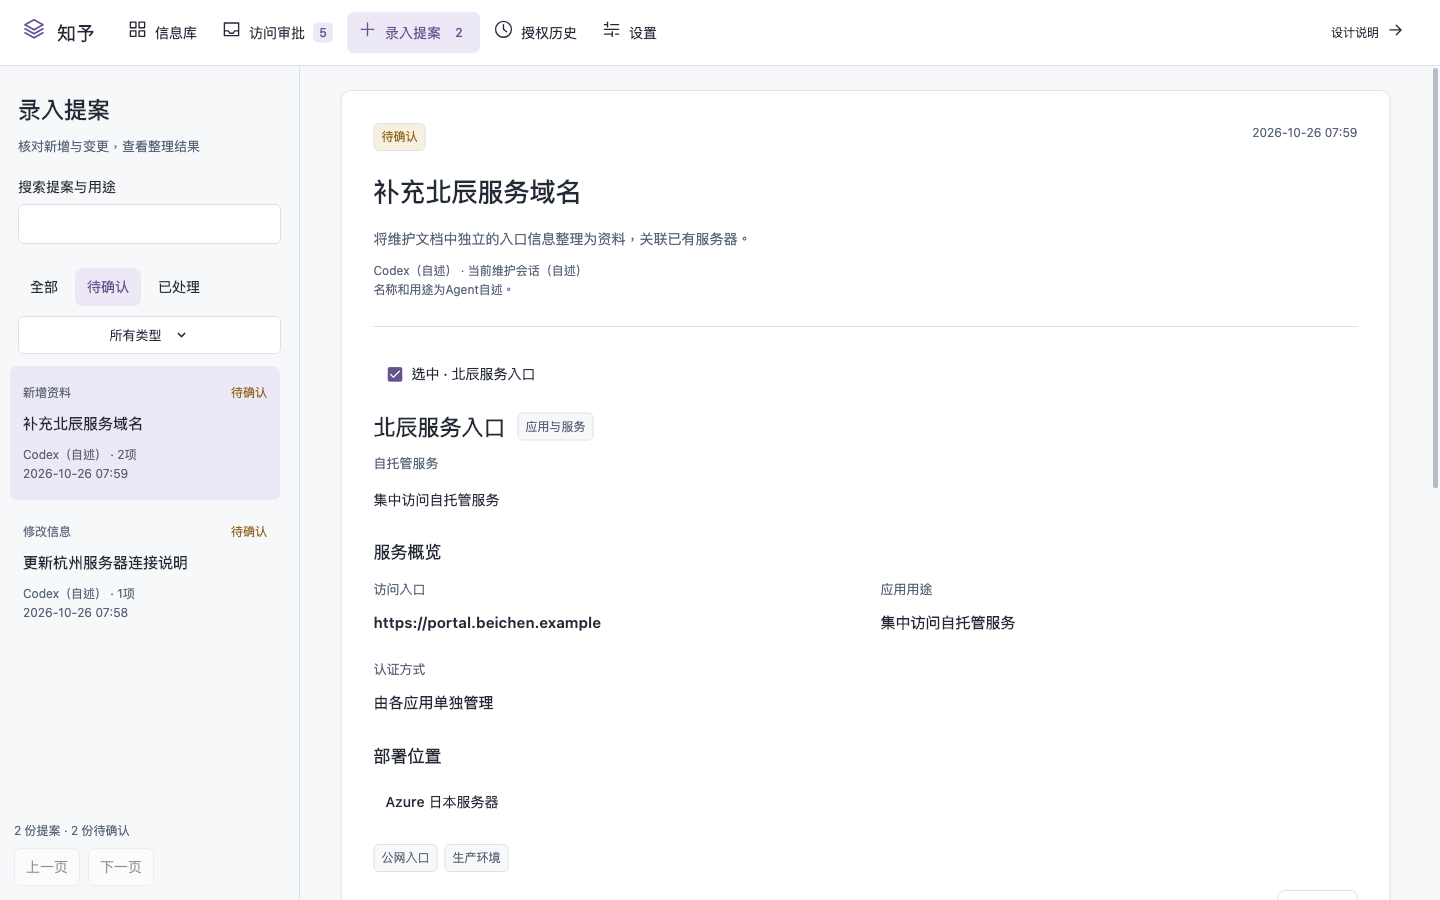 知予
信息库
访问审批 5
录入提案 2
授权历史
设置
设计说明
录入提案
核对新增与变更，查看整理结果
搜索提案与用途
全部 待确认 已处理
所有类型
新增资料 待确认
补充北辰服务域名
Codex（自述） · 2项
2026-10-26 07:59
修改信息 待确认
更新杭州服务器连接说明
Codex（自述） · 1项
2026-10-26 07:58
2 份提案 · 2 份待确认
上一页 下一页
待确认 2026-10-26 07:59
补充北辰服务域名
将维护文档中独立的入口信息整理为资料，关联已有服务器。
Codex（自述） · 当前维护会话（自述）
名称和用途为Agent自述。
选中 · 北辰服务入口
北辰服务入口 应用与服务
自托管服务
集中访问自托管服务
服务概览
访问入口 应用用途
https://portal.beichen.example 集中访问自托管服务
认证方式
由各应用单独管理
部署位置
Azure 日本服务器
公网入口 生产环境